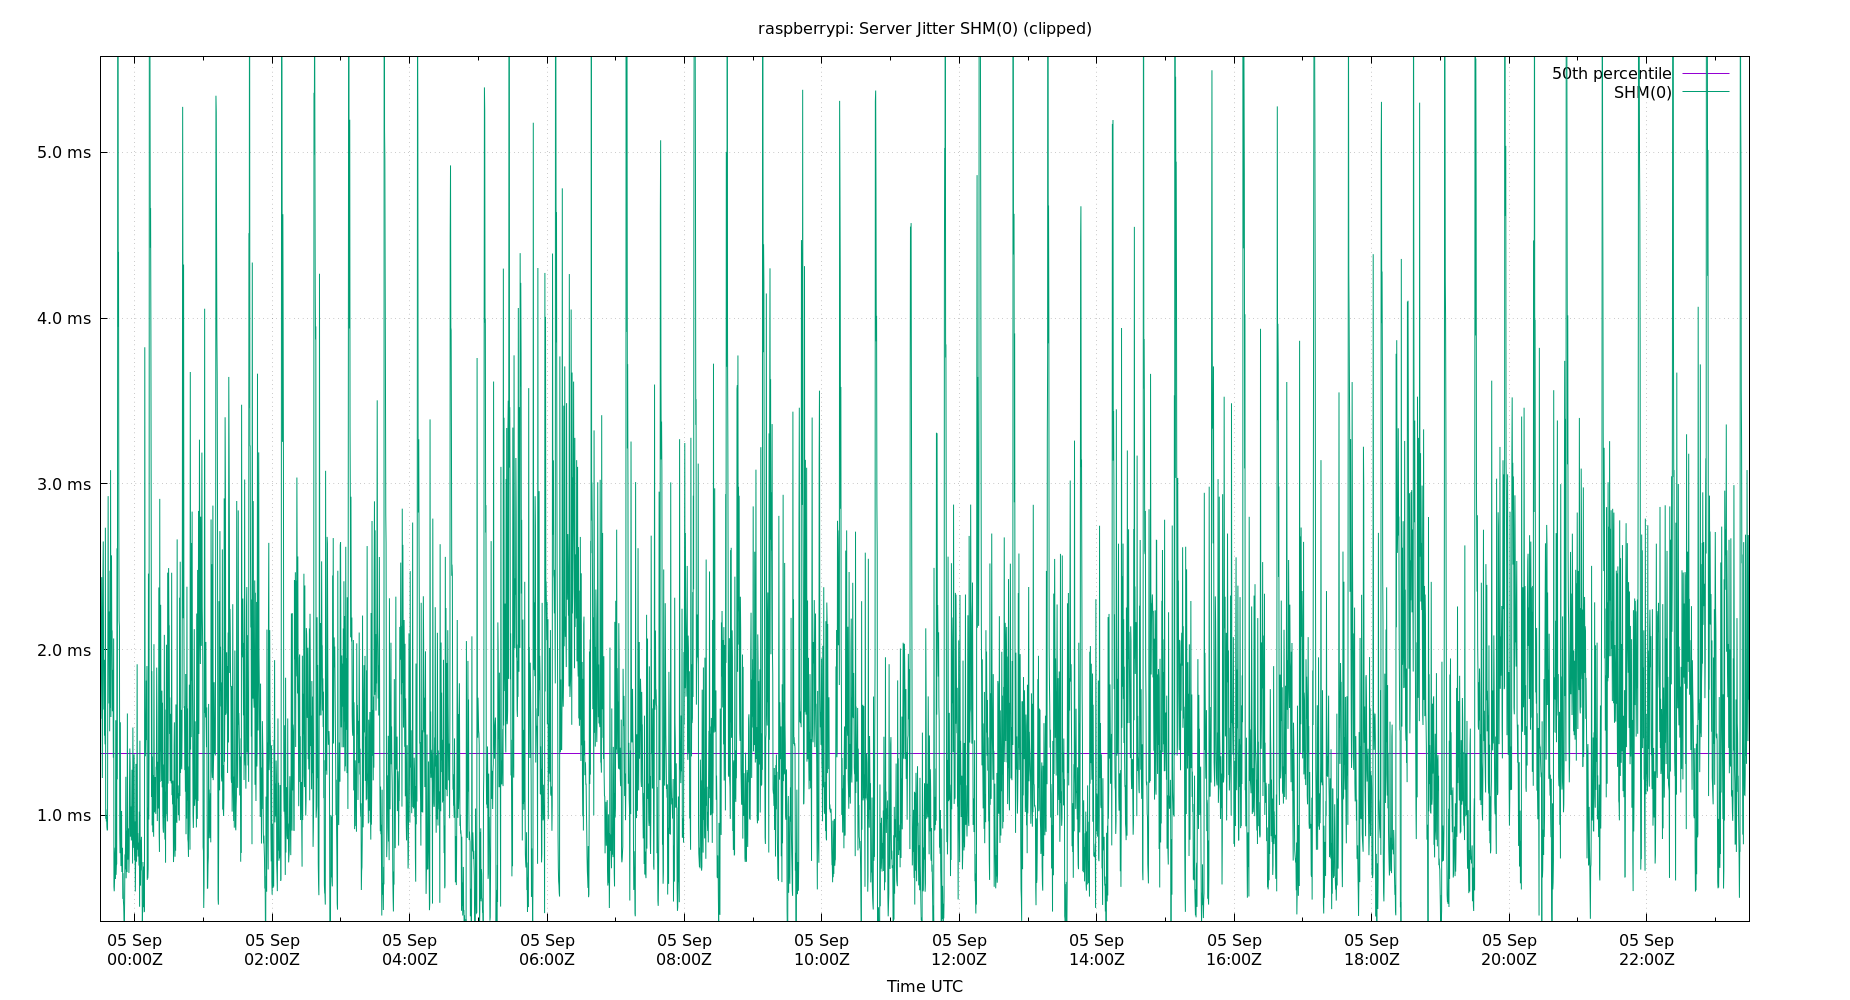 raspberrypi: Server Jitter SHM(0) (clipped)
50th percentile
SHM(0)
5.0 ms
4.0 ms
3.0 ms
2.0 ms
1.0 ms
05 Sep 05 Sep 05 Sep 05 Sep 05 Sep 05 Sep 05 Sep 05 Sep 05 Sep 05 Sep 05 Sep 05 Sep
00:00Z 02:00Z 04:00Z 06:00Z 08:00Z 10:00Z 12:00Z 14:00Z 16:00Z 18:00Z 20:00Z 22:00Z
Time UTC